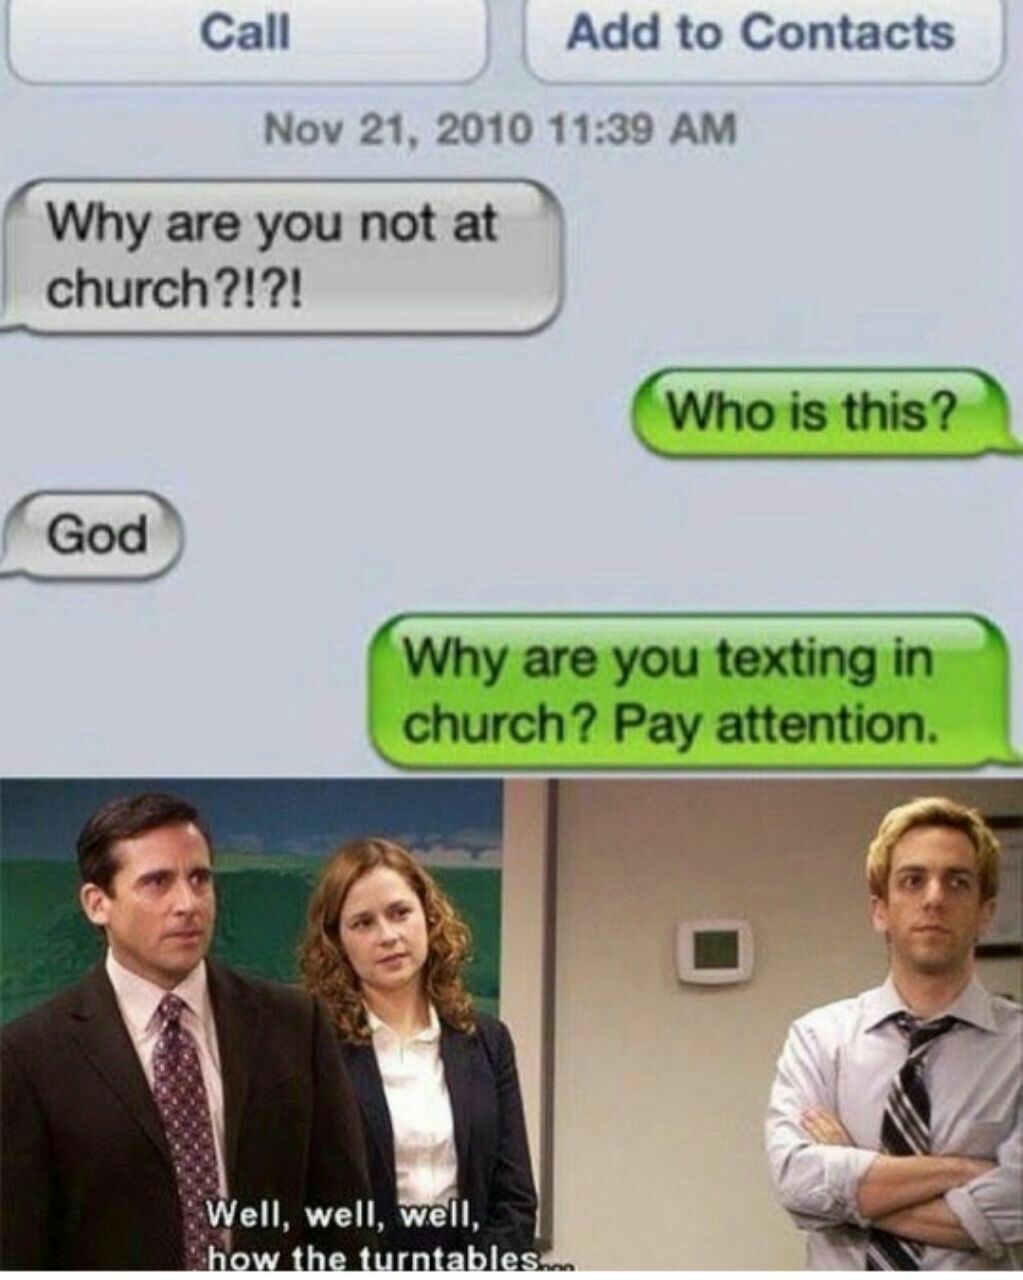 Call
Add to Contacts
Nov 21, 2010 11:39 AM
Why are you not at
church?!?!
Who is this?
God
Why are you texting in
church? Pay attention.
Well, well, well,
how the turntables...